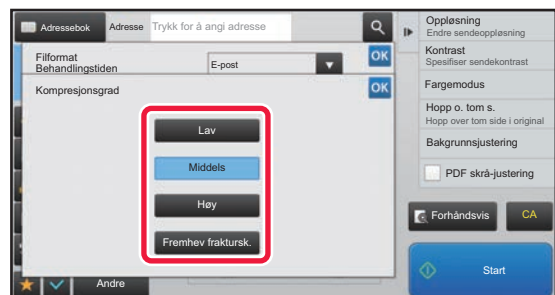 Adressebok
Adresse
Trykk for å angi adresse
Filformat
Behandlingstiden
E-post
OK
Kompresjonsgrad
OK
Lav
Middels
Høy
Fremhev fraktursk.
Andre
Oppløsning
Endre sendeoppløsning
Kontrast
Spesifiser sendekontrast
Fargemodus
Hopp o. tom s.
Hopp over tom side i original
Bakgrunnsjustering
PDF skrå-justering
Forhåndsvis
CA
Start